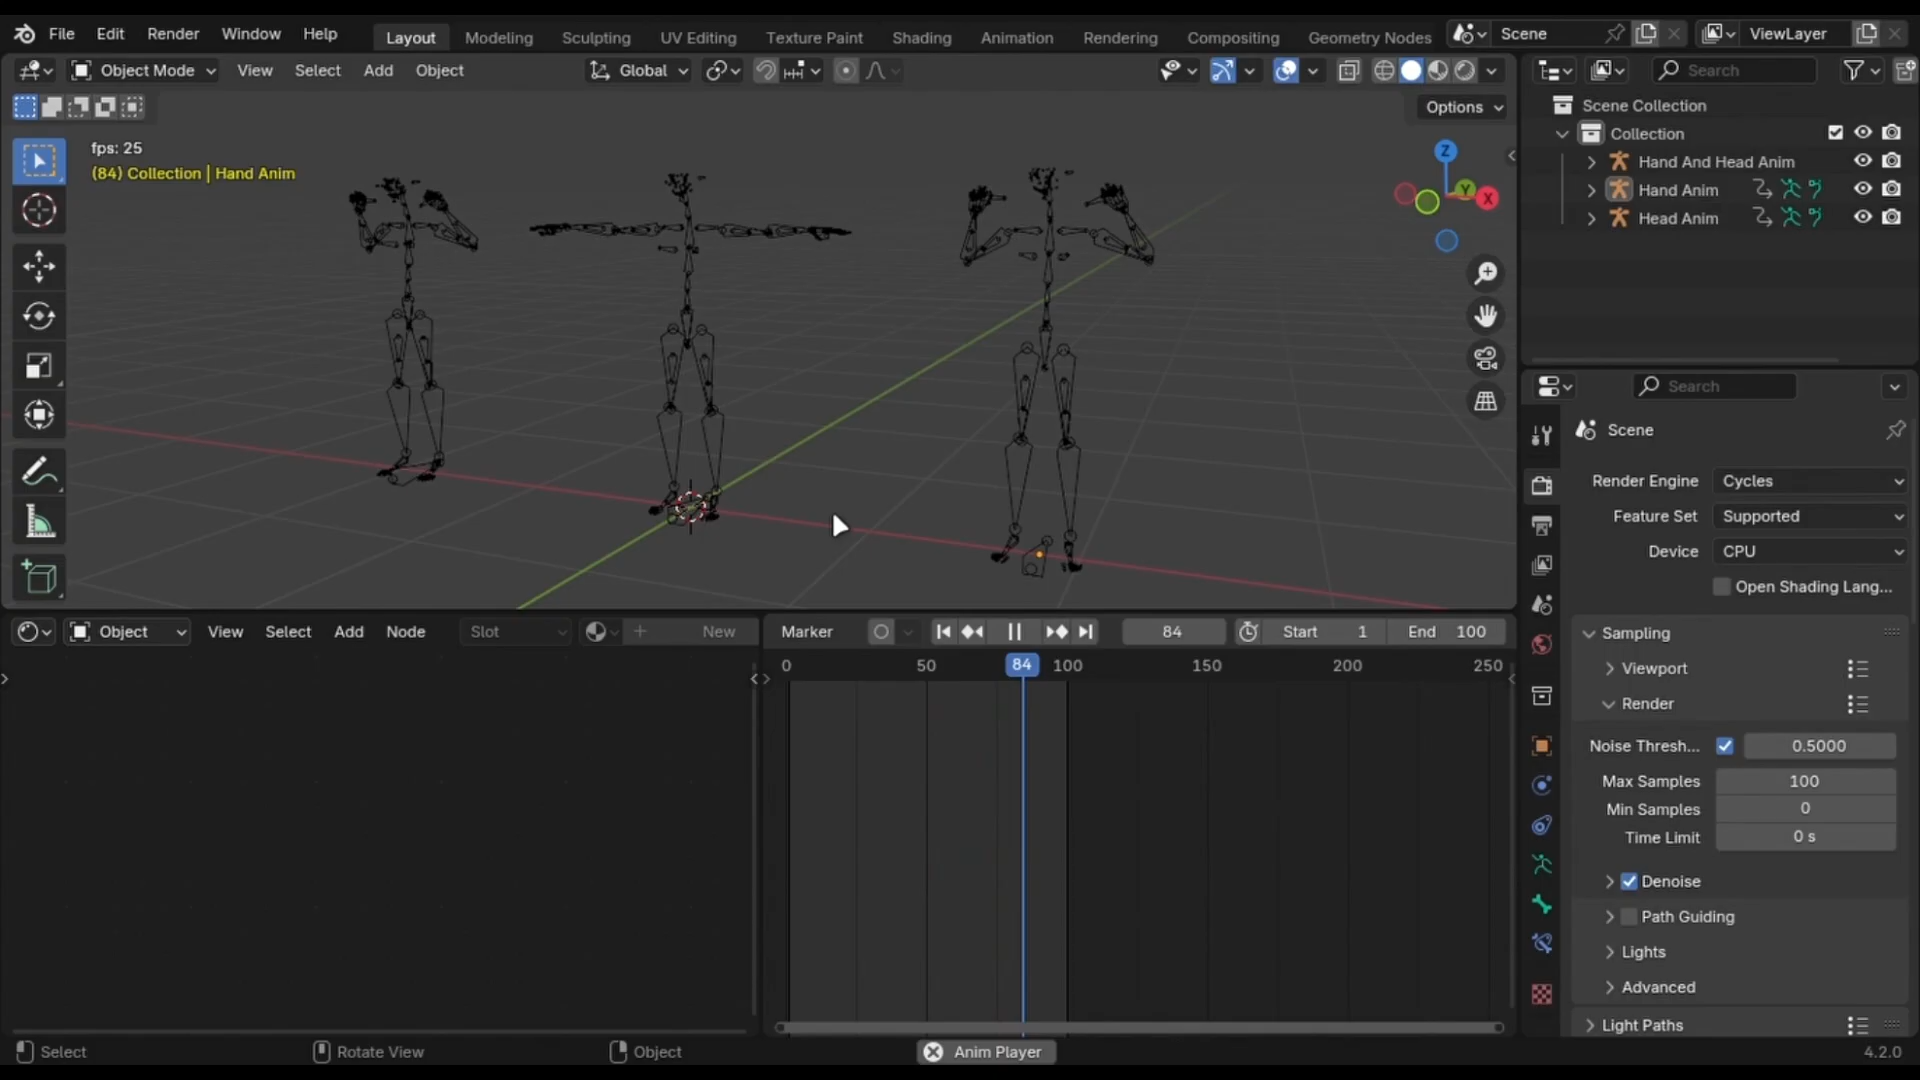 File Edit Render Window Help Layout Modeling Sculpting UV Editing Texture Paint Shading Animation Rendering Compositing Geometry Nodes Scene ViewLayer
Object Mode View Select Add Object Global Search
Options
Scene Collection
Collection
Hand And Head Anim
Hand Anim
Head Anim
fps: 25
(84) Collection | Hand Anim
Z
Y
X
Search
Scene
Render Engine Cycles
Feature Set Supported
Device CPU
Open Shading Lang...
Sampling
Viewport
Render
Noise Thresh... 0.5000
Max Samples 100
Min Samples 0
Time Limit 0 s
Denoise
Path Guiding
Lights
Advanced
Light Paths
Object View Select Add Node Slot New
Marker 84 Start 1 End 100
0 50 84 100 150 200 250
Select Rotate View Object Anim Player 4.2.0